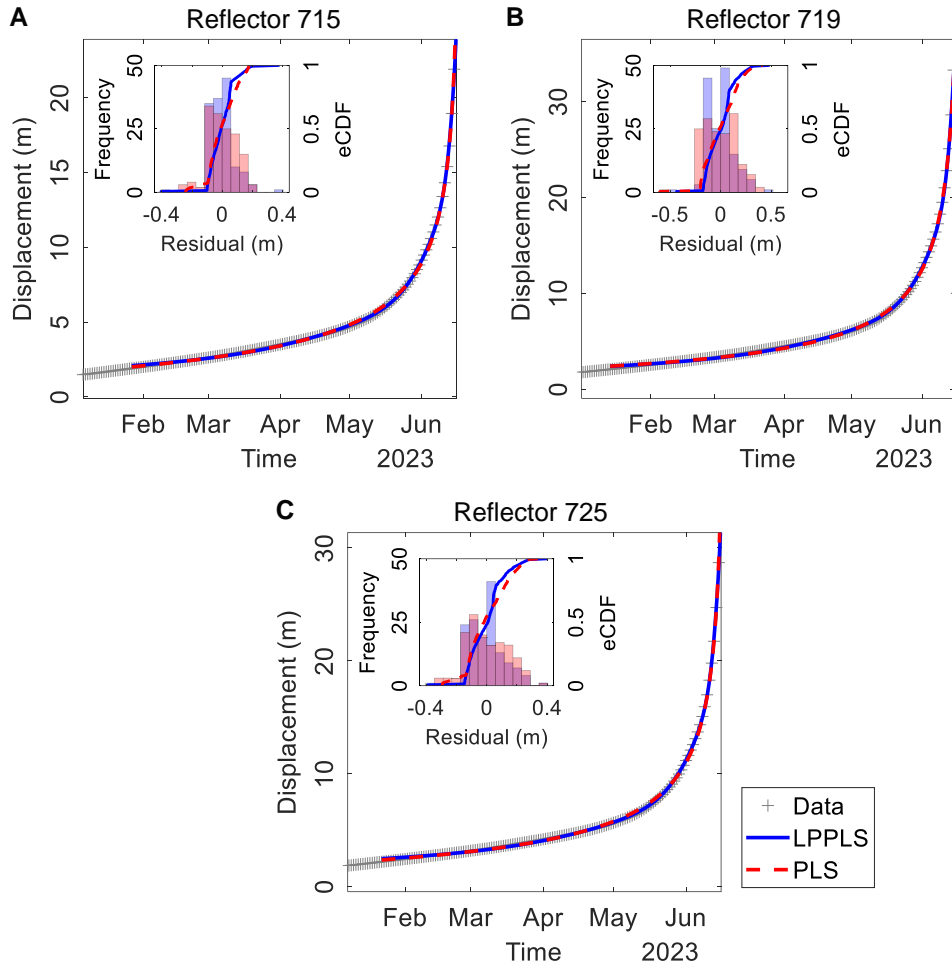 A
Reflector 715
Displacement (m)
20
15
10
5
0
Feb Mar Apr May Jun
Time 2023
Frequency
50
25
0
eCDF
1
0.5
0
-0.4 0 0.4
Residual (m)
B
Reflector 719
Displacement (m)
30
20
10
0
Feb Mar Apr May Jun
Time 2023
Frequency
50
25
0
eCDF
1
0.5
0
-0.5 0 0.5
Residual (m)
C
Reflector 725
Displacement (m)
30
20
10
0
Feb Mar Apr May Jun
Time 2023
Frequency
50
25
0
eCDF
1
0.5
0
-0.4 0 0.4
Residual (m)
Data
LPPLS
PLS